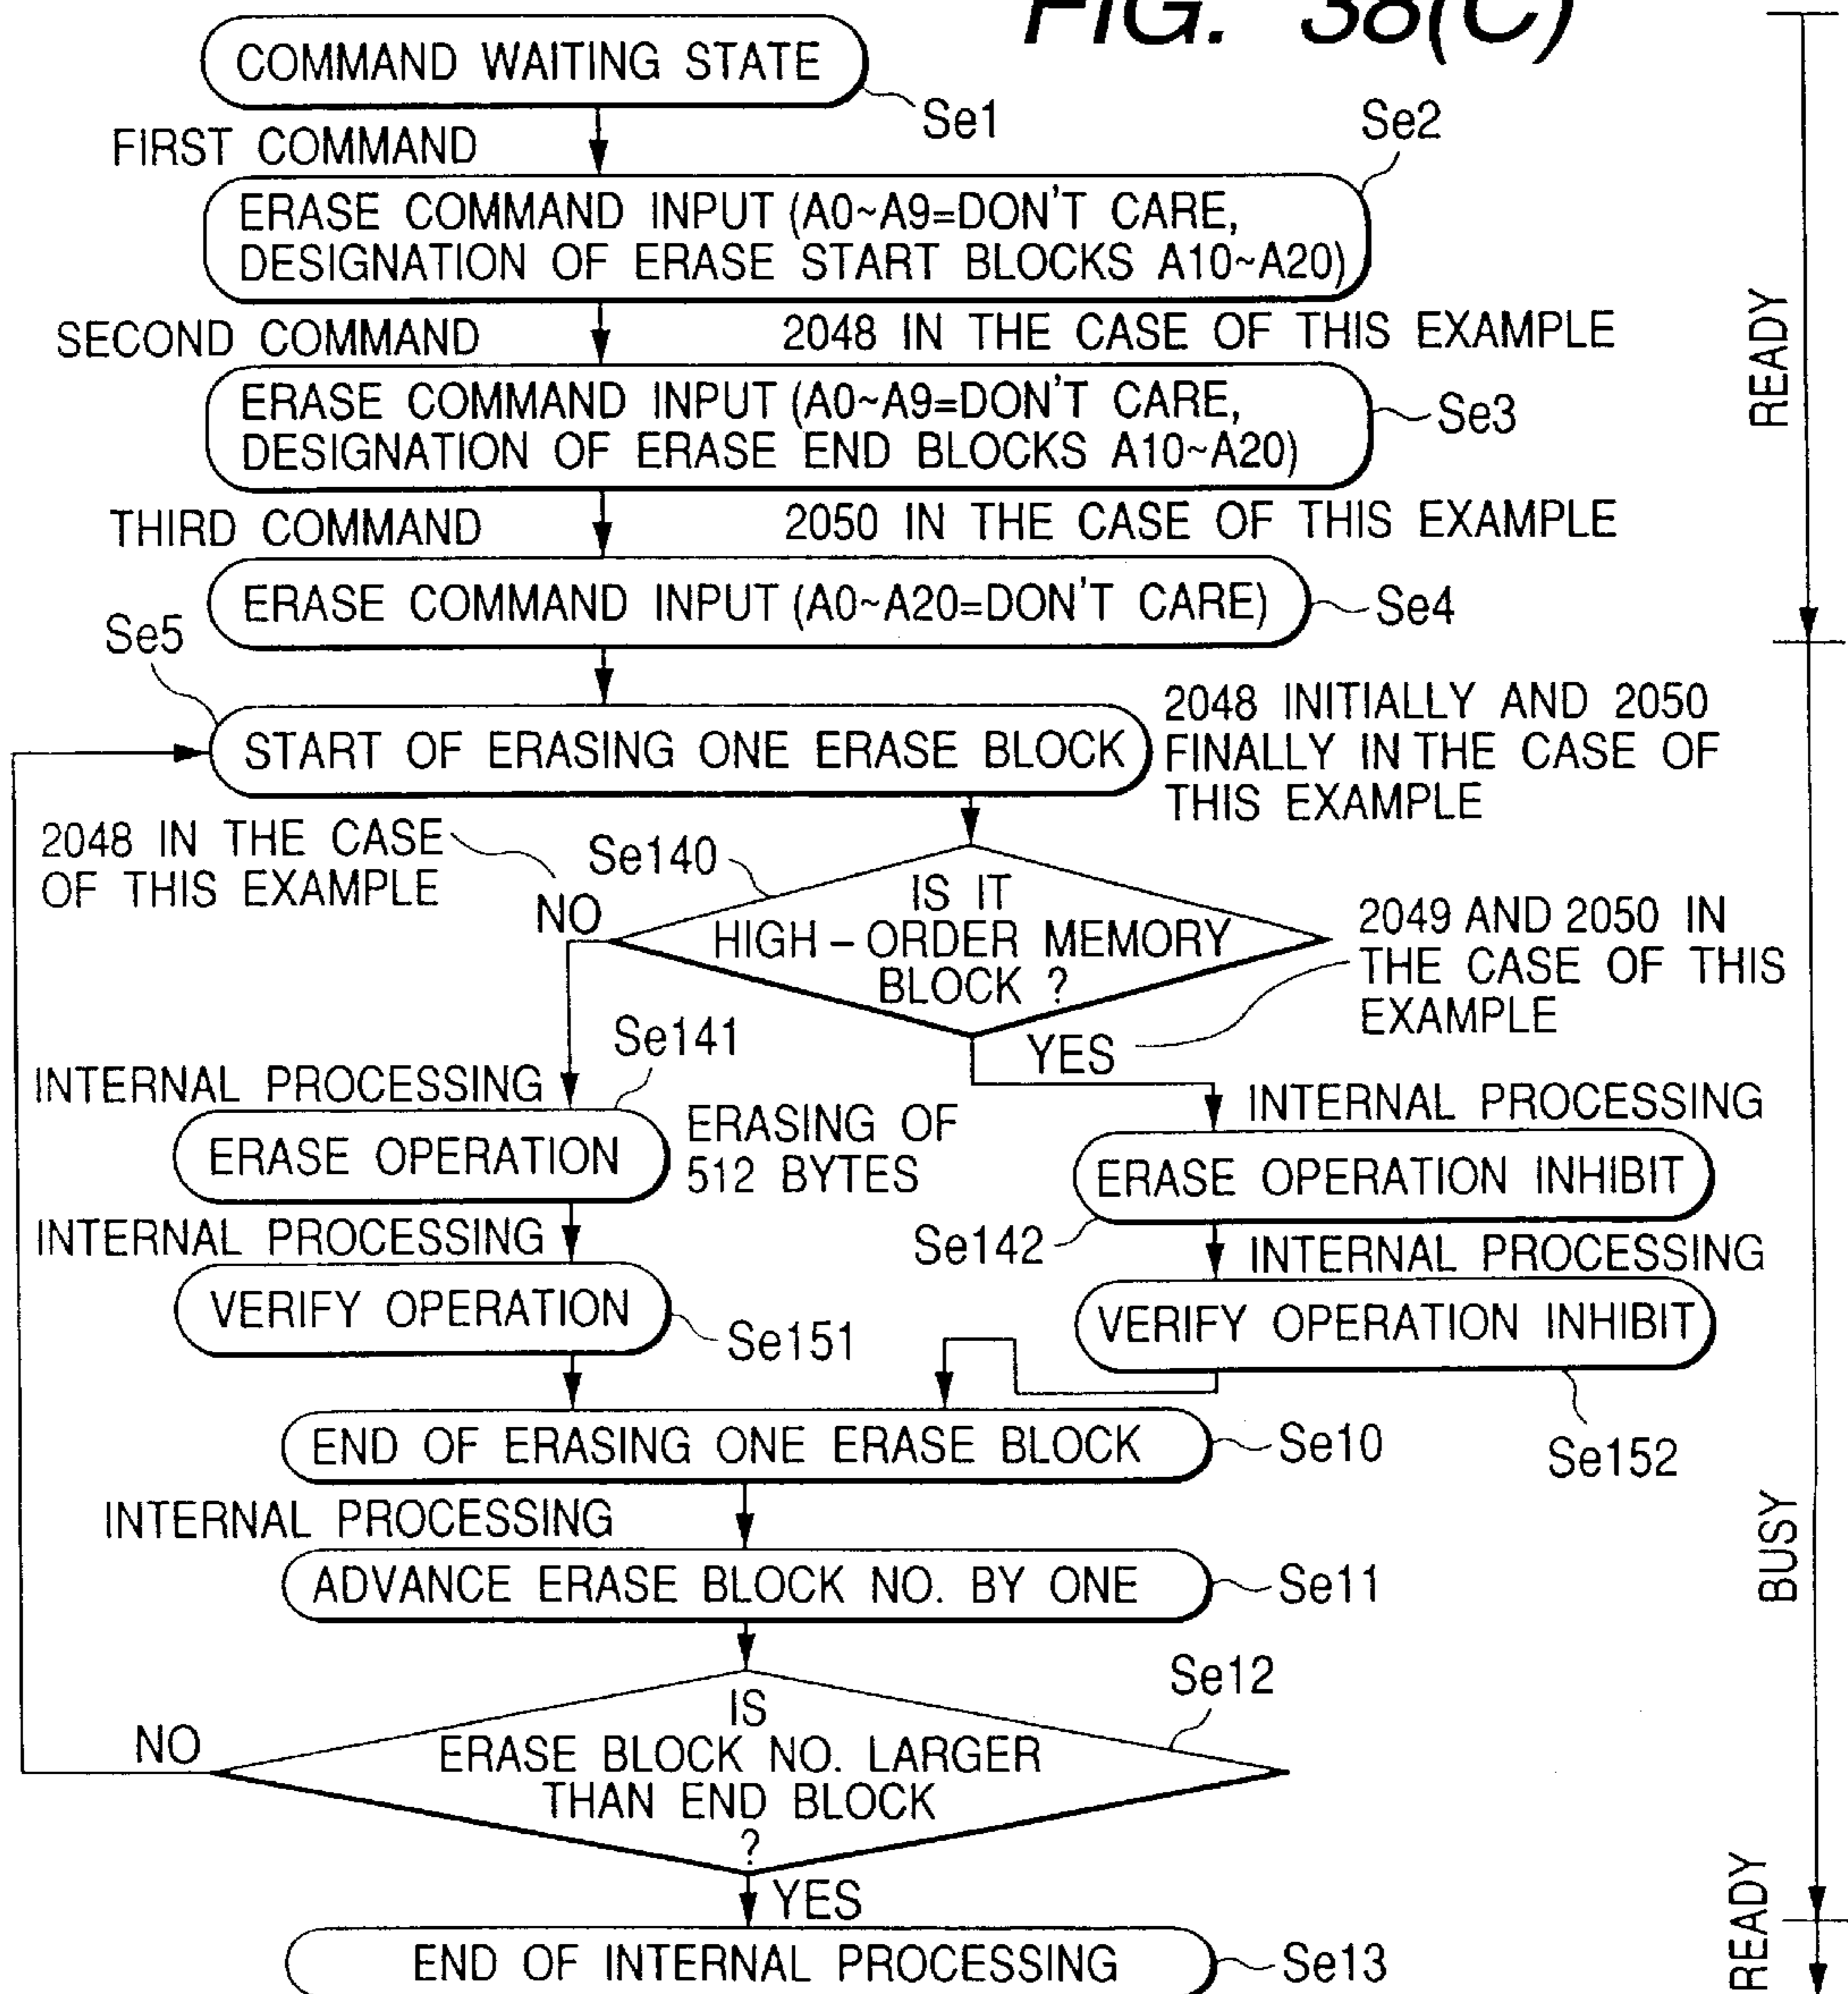 FIG. 38(C)
COMMAND WAITING STATE
Se1
FIRST COMMAND
Se2
ERASE COMMAND INPUT (A0~A9=DON'T CARE,
DESIGNATION OF ERASE START BLOCKS A10~A20)
SECOND COMMAND
2048 IN THE CASE OF THIS EXAMPLE
ERASE COMMAND INPUT (A0~A9=DON'T CARE,
DESIGNATION OF ERASE END BLOCKS A10~A20)
Se3
READY
THIRD COMMAND
2050 IN THE CASE OF THIS EXAMPLE
ERASE COMMAND INPUT (A0~A20=DON'T CARE)
Se4
Se5
START OF ERASING ONE ERASE BLOCK
2048 INITIALLY AND 2050
FINALLY IN THE CASE OF
THIS EXAMPLE
2048 IN THE CASE
OF THIS EXAMPLE
Se140
NO
IS IT
HIGH – ORDER MEMORY
BLOCK ?
2049 AND 2050 IN
THE CASE OF THIS
EXAMPLE
YES
INTERNAL PROCESSING
Se141
ERASE OPERATION
ERASING OF
512 BYTES
INTERNAL PROCESSING
ERASE OPERATION INHIBIT
Se142
INTERNAL PROCESSING
VERIFY OPERATION
Se151
INTERNAL PROCESSING
VERIFY OPERATION INHIBIT
Se152
END OF ERASING ONE ERASE BLOCK
Se10
INTERNAL PROCESSING
ADVANCE ERASE BLOCK NO. BY ONE
Se11
BUSY
Se12
IS
ERASE BLOCK NO. LARGER
THAN END BLOCK
?
NO
YES
END OF INTERNAL PROCESSING
Se13
READY